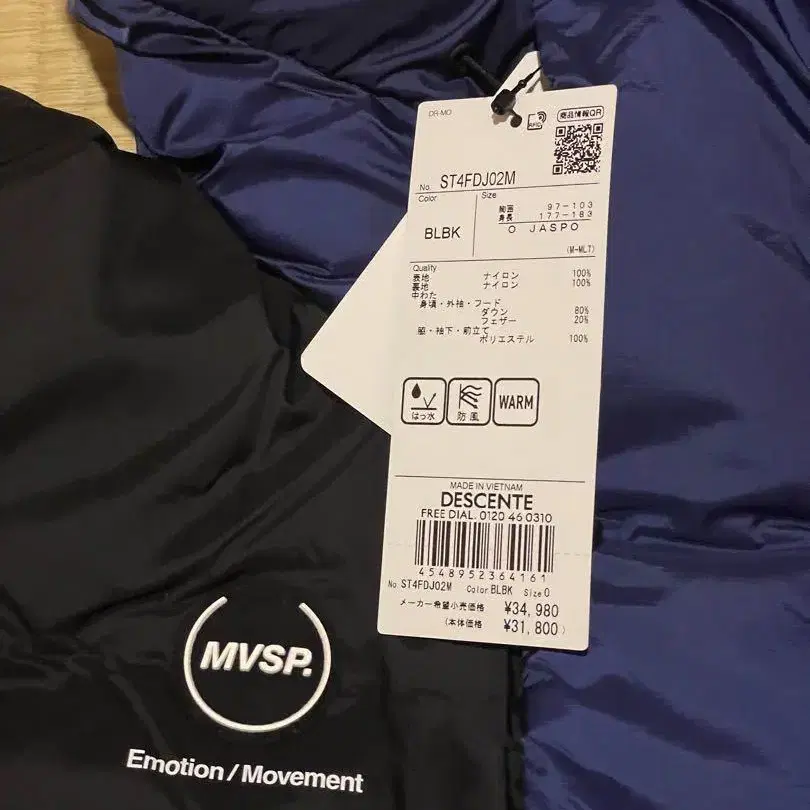 DR-MO
RFID
商品情報QR
No. ST4FDJ02M
Color
Size
BLBK
胸囲 97-103
身長 177-183
O JASPO
(M-MLT)
Quality
表地 ナイロン 100%
裏地 ナイロン 100%
中わた
身頃・外袖・フード
ダウン 80%
フェザー 20%
脇・袖下・前立て
ポリエステル 100%
はっ水
防風
WARM
MADE IN VIETNAM
DESCENTE
FREE DIAL. 0120 46 0310
4548952364161
No. ST4FDJ02M Color BLBK Size O
メーカー希望小売価格 ¥34,980
(本体価格 ¥31,800)
MVSP.
Emotion / Movement